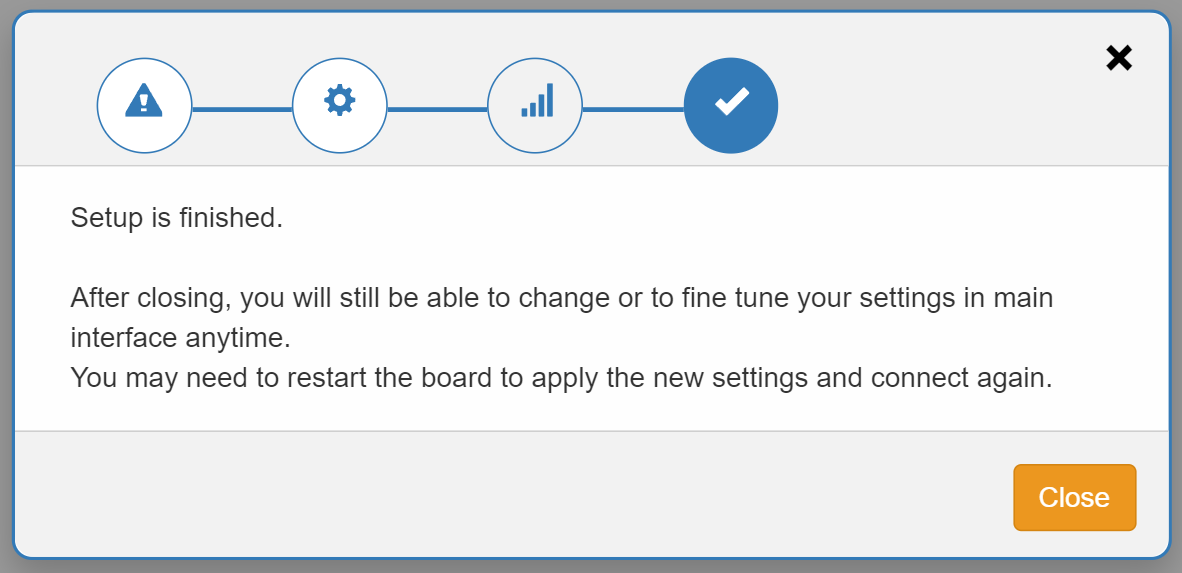 Setup is finished.
After closing, you will still be able to change or to fine tune your settings in main
interface anytime.
You may need to restart the board to apply the new settings and connect again.
Close